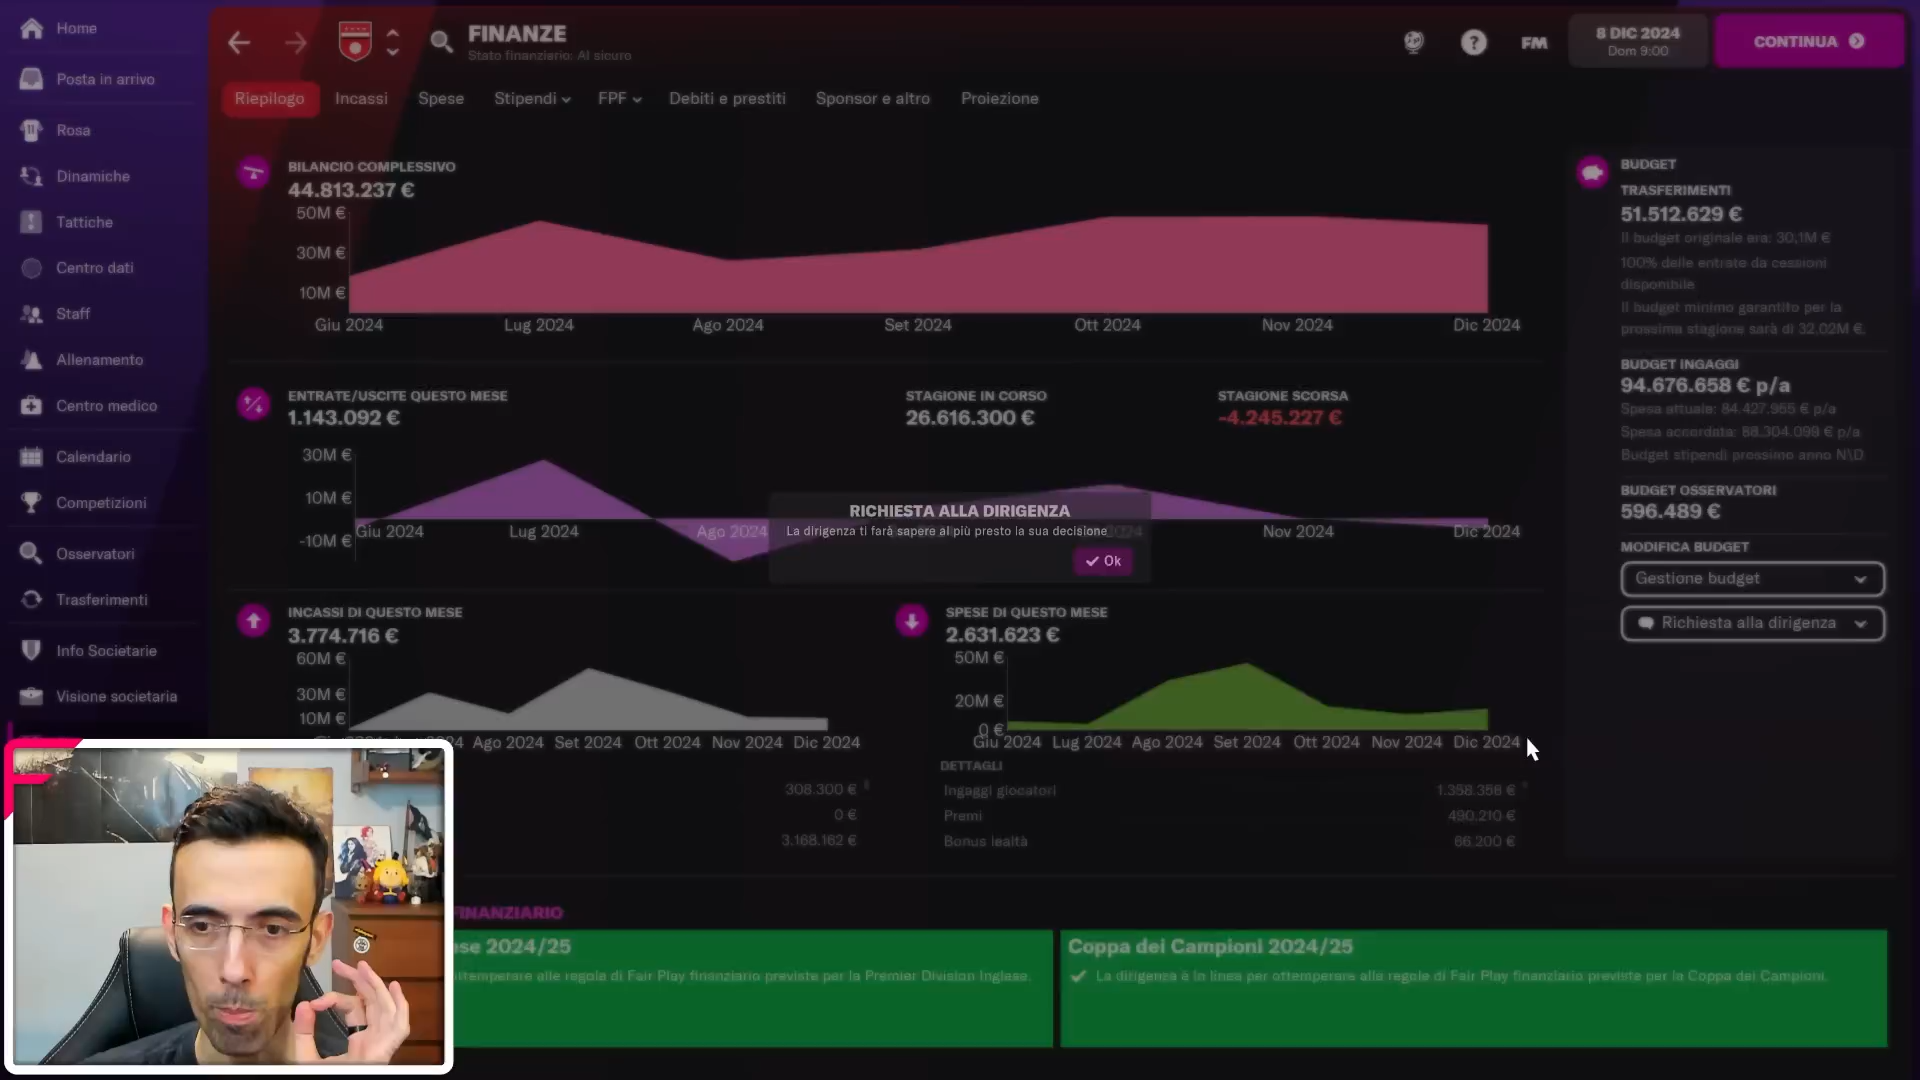 Home
Posta in arrivo
Rosa
Dinamiche
Tattiche
Centro dati
Staff
Allenamento
Centro medico
Calendario
Competizioni
Osservatori
Trasferimenti
Info Societarie
Visione societaria
FINANZE
Stato finanziario: Al sicuro
FM
8 DIC 2024
Dom 9:00
CONTINUA
Riepilogo
Incassi
Spese
Stipendi
FPF
Debiti e prestiti
Sponsor e altro
Proiezione
BILANCIO COMPLESSIVO
44.813.237 €
50M €
30M €
10M €
Giu 2024
Lug 2024
Ago 2024
Set 2024
Ott 2024
Nov 2024
Dic 2024
ENTRATE/USCITE QUESTO MESE
1.143.092 €
STAGIONE IN CORSO
26.616.300 €
STAGIONE SCORSA
-4.245.227 €
30M €
10M €
-10M €
Giu 2024
Lug 2024
Ago 2024
Nov 2024
Dic 2024
RICHIESTA ALLA DIRIGENZA
La dirigenza ti farà sapere al più presto la sua decisione
Ok
INCASSI DI QUESTO MESE
3.774.716 €
60M €
30M €
10M €
Ago 2024
Set 2024
Ott 2024
Nov 2024
Dic 2024
308.300 €
0 €
3.168.162 €
SPESE DI QUESTO MESE
2.631.623 €
50M €
20M €
0 €
Giu 2024
Lug 2024
Ago 2024
Set 2024
Ott 2024
Nov 2024
Dic 2024
DETTAGLI
Ingaggi giocatori
1.358.358 €
Premi
490.210 €
Bonus lealtà
66.200 €
BUDGET
TRASFERIMENTI
51.512.629 €
Il budget originale era: 30,1M €
100% delle entrate da cessioni
disponibile
Il budget minimo garantito per la
prossima stagione sarà di 32,02M €.
BUDGET INGAGGI
94.676.658 € p/a
Spesa attuale: 84.427.955 € p/a
Spesa accordata: 88.304.099 € p/a
Budget stipendi prossimo anno N\D
BUDGET OSSERVATORI
596.489 €
MODIFICA BUDGET
Gestione budget
Richiesta alla dirigenza
FINANZIARIO
2024/25
ottemperare alle regole di Fair Play finanziario previste per la Premier Division Inglese.
Coppa dei Campioni 2024/25
La dirigenza è in linea per ottemperare alle regole di Fair Play finanziario previste per la Coppa dei Campioni.